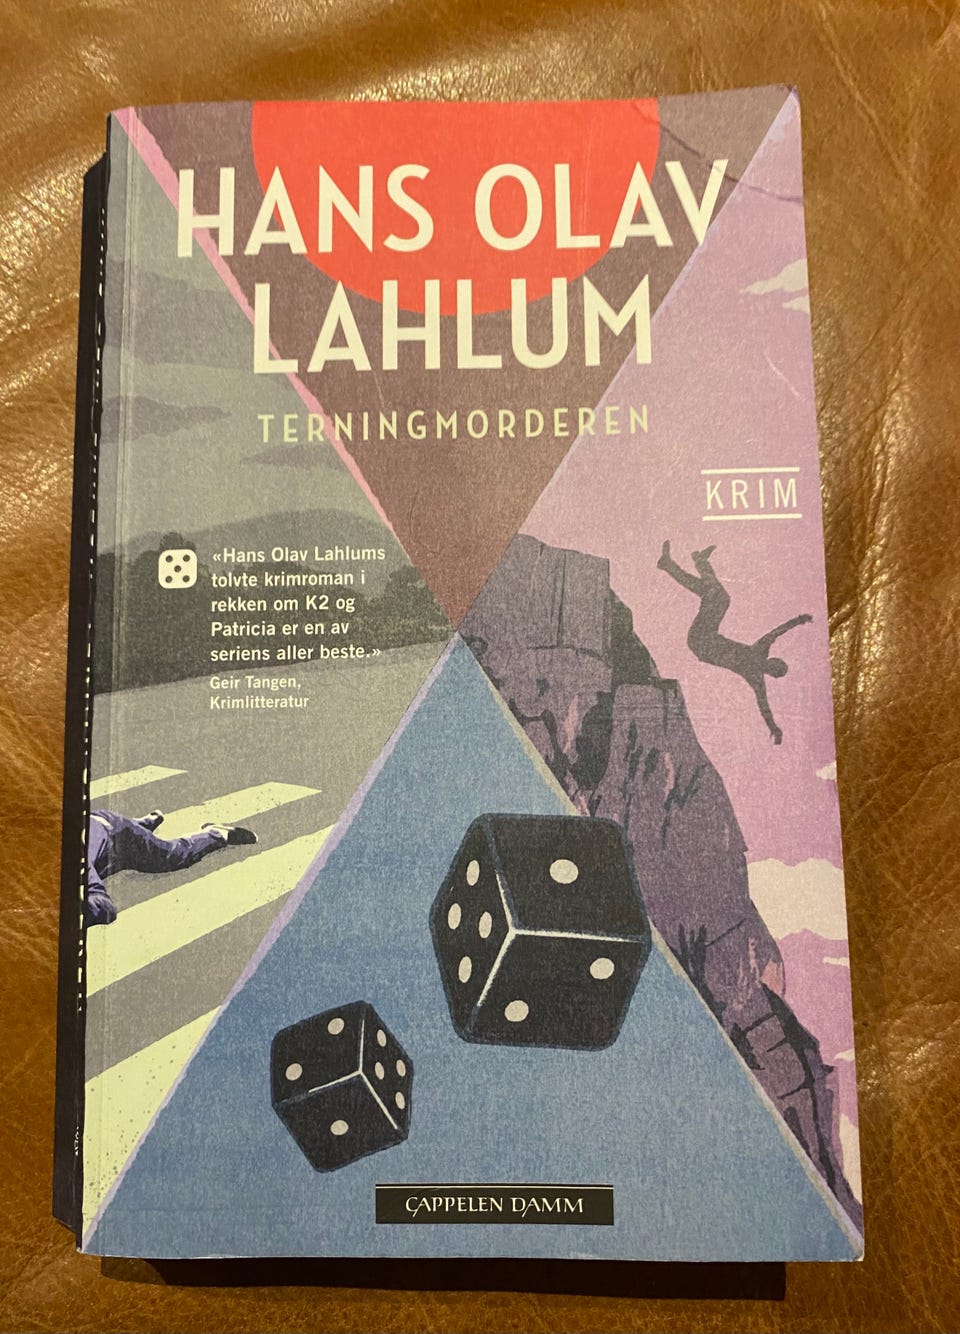 HANS OLAV
LAHLUM
TERNINGMORDEREN
KRIM
«Hans Olav Lahlums
tolvte krimroman i
rekken om K2 og
Patricia er en av
seriens aller beste.»
Geir Tangen,
Krimlitteratur
CAPPELEN DAMM